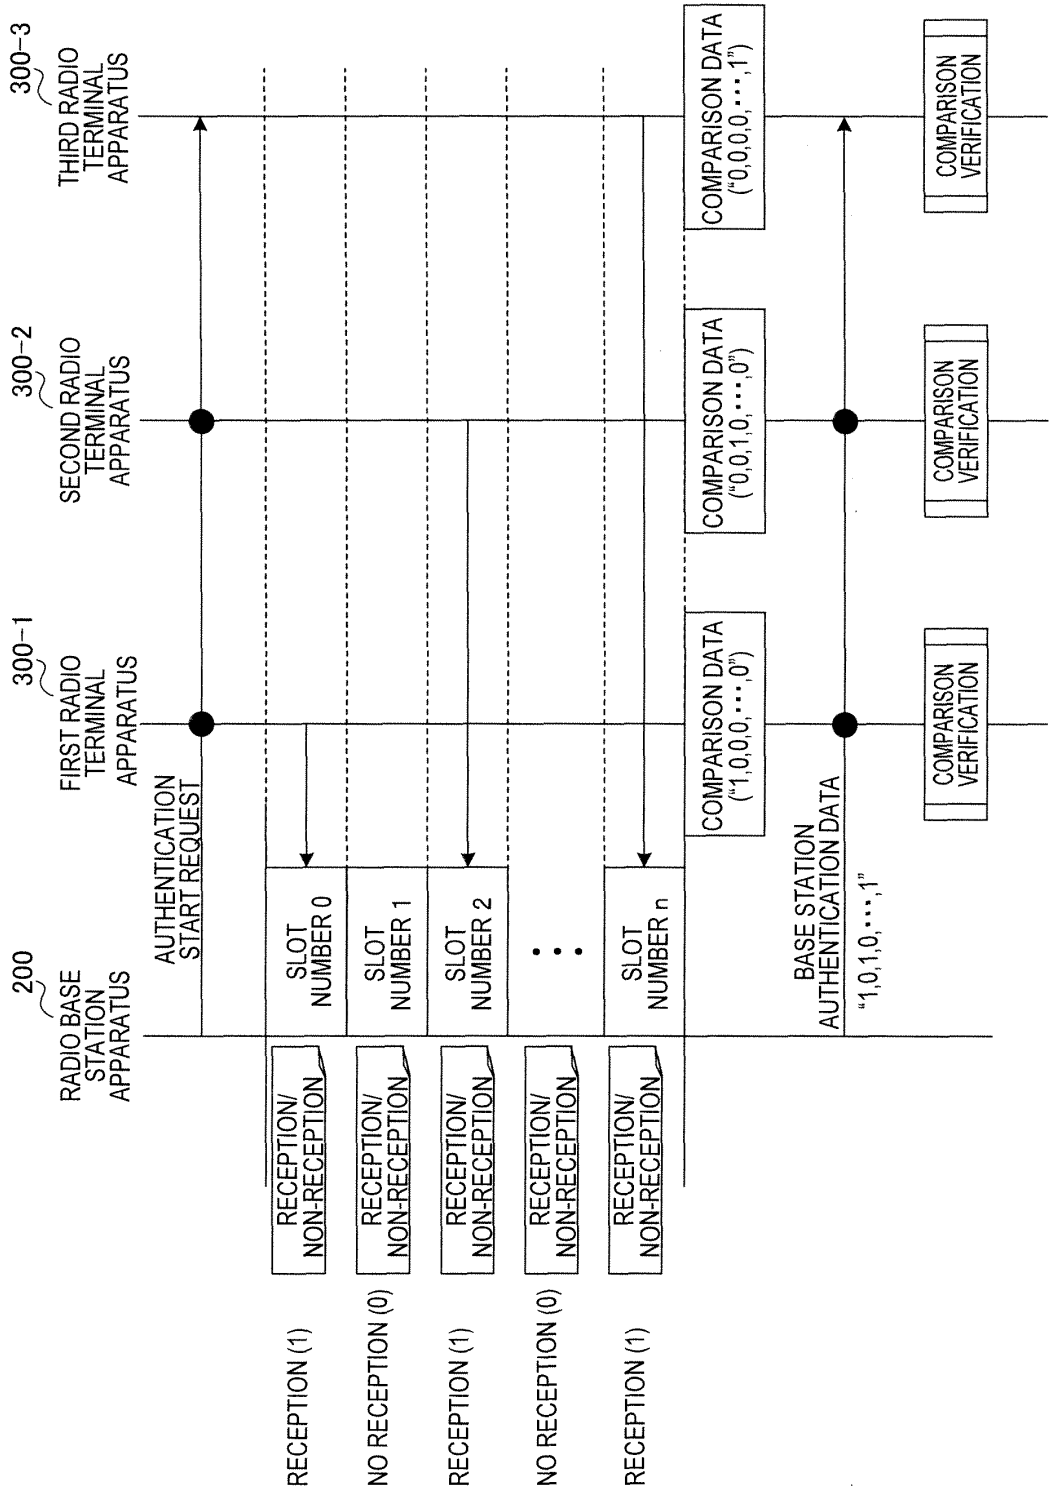 200
RADIO BASE
STATION
APPARATUS
300-1
FIRST RADIO
TERMINAL
APPARATUS
300-2
SECOND RADIO
TERMINAL
APPARATUS
300-3
THIRD RADIO
TERMINAL
APPARATUS
AUTHENTICATION
START REQUEST
RECEPTION (1)
RECEPTION/
NON-RECEPTION
SLOT
NUMBER 0
NO RECEPTION (0)
RECEPTION/
NON-RECEPTION
SLOT
NUMBER 1
RECEPTION (1)
RECEPTION/
NON-RECEPTION
SLOT
NUMBER 2
NO RECEPTION (0)
RECEPTION/
NON-RECEPTION
•••
RECEPTION (1)
RECEPTION/
NON-RECEPTION
SLOT
NUMBER n
COMPARISON DATA
(“1,0,0,0,•••,0”)
COMPARISON DATA
(“0,0,1,0,•••,0”)
COMPARISON DATA
(“0,0,0,0,•••,1”)
BASE STATION
AUTHENTICATION DATA
“1,0,1,0,•••,1”
COMPARISON
VERIFICATION
COMPARISON
VERIFICATION
COMPARISON
VERIFICATION